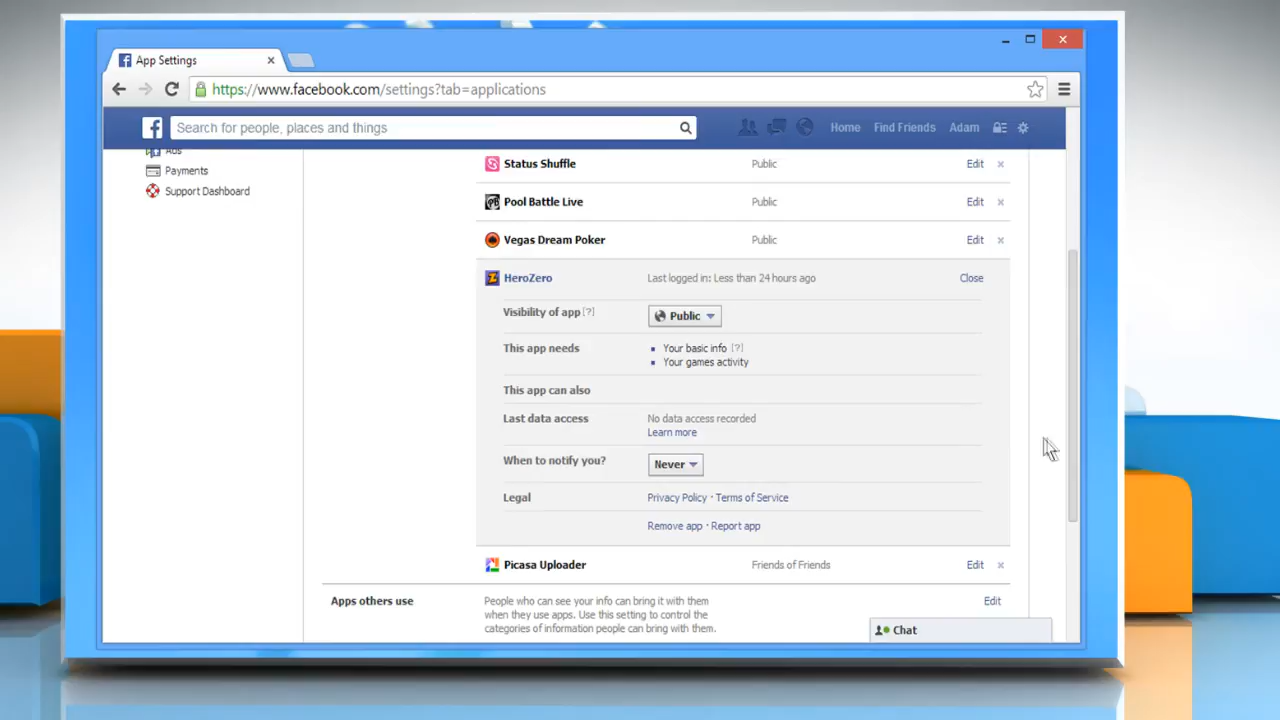 App Settings
https://www.facebook.com/settings?tab=applications
Search for people, places and things
Home
Find Friends
Adam
Ads
Payments
Support Dashboard
Status Shuffle Public Edit
Pool Battle Live Public Edit
Vegas Dream Poker Public Edit
HeroZero Last logged in: Less than 24 hours ago Close
Visibility of app [?] Public
This app needs Your basic info [?]
Your games activity
This app can also
Last data access No data access recorded
Learn more
When to notify you? Never
Legal Privacy Policy · Terms of Service
Remove app · Report app
Picasa Uploader Friends of Friends Edit
Apps others use People who can see your info can bring it with them Edit
when they use apps. Use this setting to control the
categories of information people can bring with them.
Chat